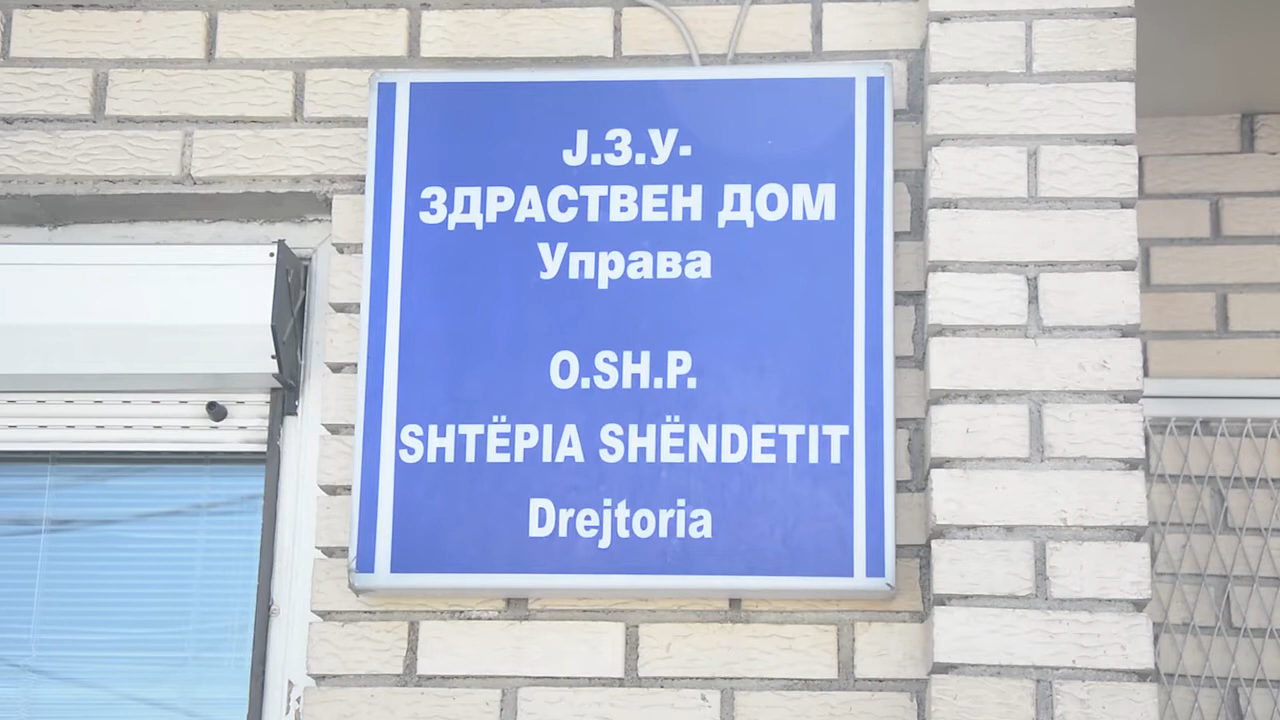 Ј.З.У-
ЗДРАСТВЕН ДОМ
Управа
O.SH.P.
SHTËPIA SHËNDETIT
Drejtoria